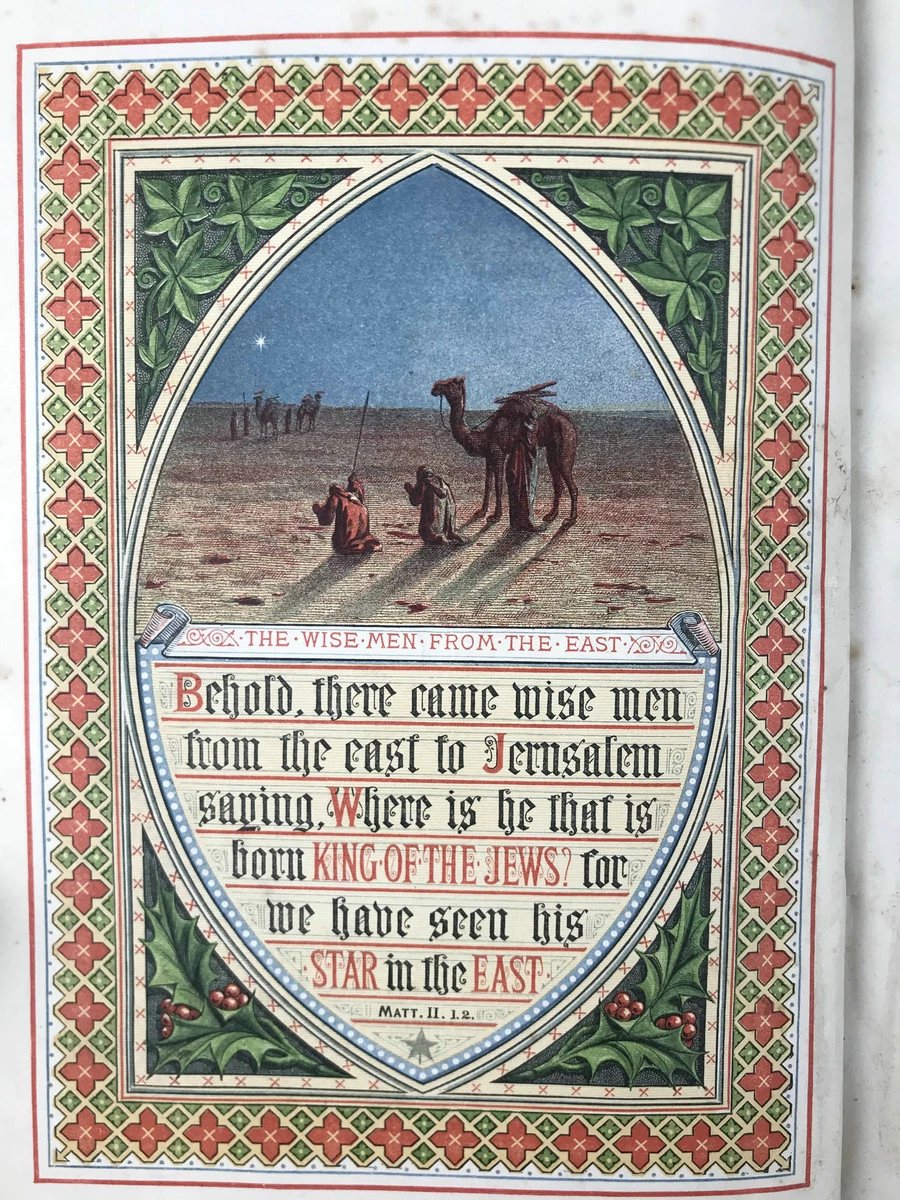 ·THE·WISE·MEN·FROM·THE·EAST·
Behold, there came wise men
from the east to Jerusalem
saying, Where is he that is
born KING·OF·THE·JEWS? for
we have seen his
·STAR in the EAST·
MATT. II. 1.2.